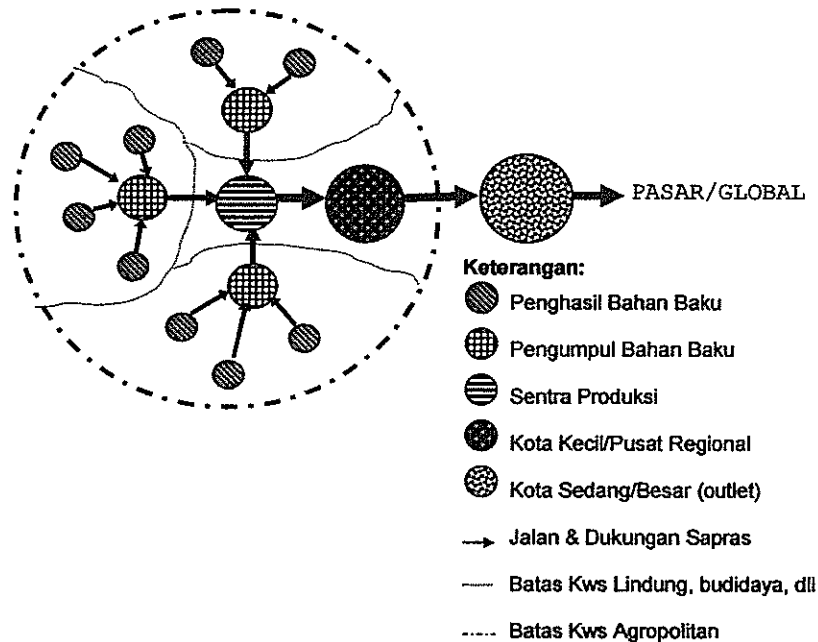 PASAR/GLOBAL
Keterangan:
Penghasil Bahan Baku
Pengumpul Bahan Baku
Sentra Produksi
Kota Kecil/Pusat Regional
Kota Sedang/Besar (outlet)
Jalan & Dukungan Sapras
Batas Kws Lindung, budidaya, dll
Batas Kws Agropolitan